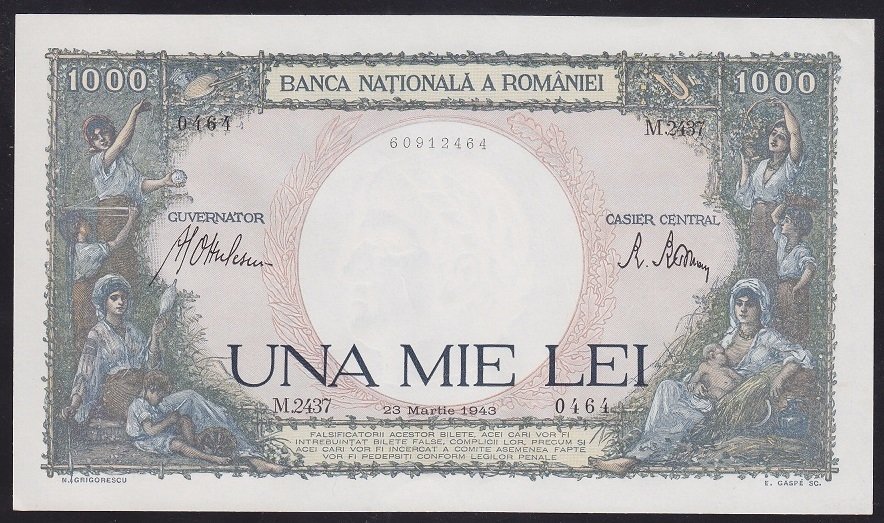 1000 BANCA NAȚIONALĂ A ROMÂNIEI 1000
0464 M.2437
60912464
GUVERNATOR CASIER CENTRAL
UNA MIE LEI
M.2437 23 Martie 1943 0464
FALSIFICATORII ACESTOR BILETE, ACEI CARI VOR FI
INTREBUINȚAT BILETE FALSE, COMPLICII LOR, PRECUM ȘI
ACEI CARI VOR FI INCERCAT A COMITE ASEMENEA FAPTE
VOR FI PEDEPSIȚI CONFORM LEGILOR PENALE
N. GRIGORESCU E. GASPÉ SC.